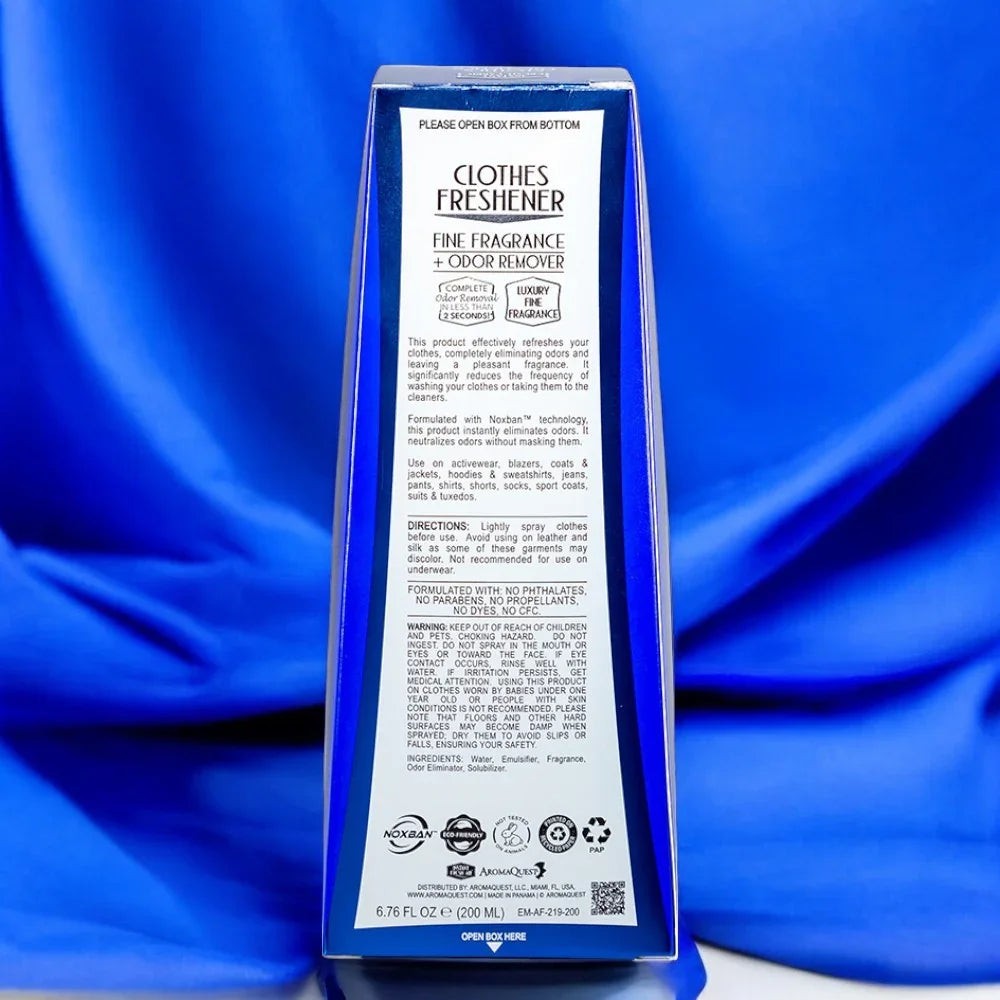 PLEASE OPEN BOX FROM BOTTOM
CLOTHES
FRESHENER
FINE FRAGRANCE
+ ODOR REMOVER
COMPLETE
Odor Removal
IN LESS THAN
2 SECONDS!
LUXURY
FINE
FRAGRANCE
This product effectively refreshes your
clothes, completely eliminating odors and
leaving a pleasant fragrance. It
significantly reduces the frequency of
washing your clothes or taking them to the
cleaners.
Formulated with Noxban™ technology,
this product instantly eliminates odors. It
neutralizes odors without masking them.
Use on activewear, blazers, coats &
jackets, hoodies & sweatshirts, jeans,
pants, shirts, shorts, socks, sport coats,
suits & tuxedos.
DIRECTIONS: Lightly spray clothes
before use. Avoid using on leather and
silk as some of these garments may
discolor. Not recommended for use on
underwear.
FORMULATED WITH: NO PHTHALATES,
NO PARABENS, NO PROPELLANTS,
NO DYES, NO CFC.
WARNING: KEEP OUT OF REACH OF CHILDREN
AND PETS, CHOKING HAZARD. DO NOT
INGEST. DO NOT SPRAY IN THE MOUTH OR
EYES OR TOWARD THE FACE. IF EYE
CONTACT OCCURS, RINSE WELL WITH
WATER. IF IRRITATION PERSISTS, GET
MEDICAL ATTENTION. USING THIS PRODUCT
ON CLOTHES WORN BY BABIES UNDER ONE
YEAR OLD OR PEOPLE WITH SKIN
CONDITIONS IS NOT RECOMMENDED. PLEASE
NOTE THAT FLOORS AND OTHER HARD
SURFACES MAY BECOME DAMP WHEN
SPRAYED; DRY THEM TO AVOID SLIPS OR
FALLS, ENSURING YOUR SAFETY.
INGREDIENTS: Water, Emulsifier, Fragrance,
Odor Eliminator, Solubilizer.
NOXBAN™
ECO-FRIENDLY
NOT TESTED
ON ANIMALS
PRINTED ON
RECYCLED PAPER
PAP
AROMAQUEST
DISTRIBUTED BY: AROMAQUEST, LLC., MIAMI, FL, USA.
WWW.AROMAQUEST.COM | MADE IN PANAMA | © AROMAQUEST
6.76 FL OZ ℮ (200 ML) EM-AF-219-200
OPEN BOX HERE